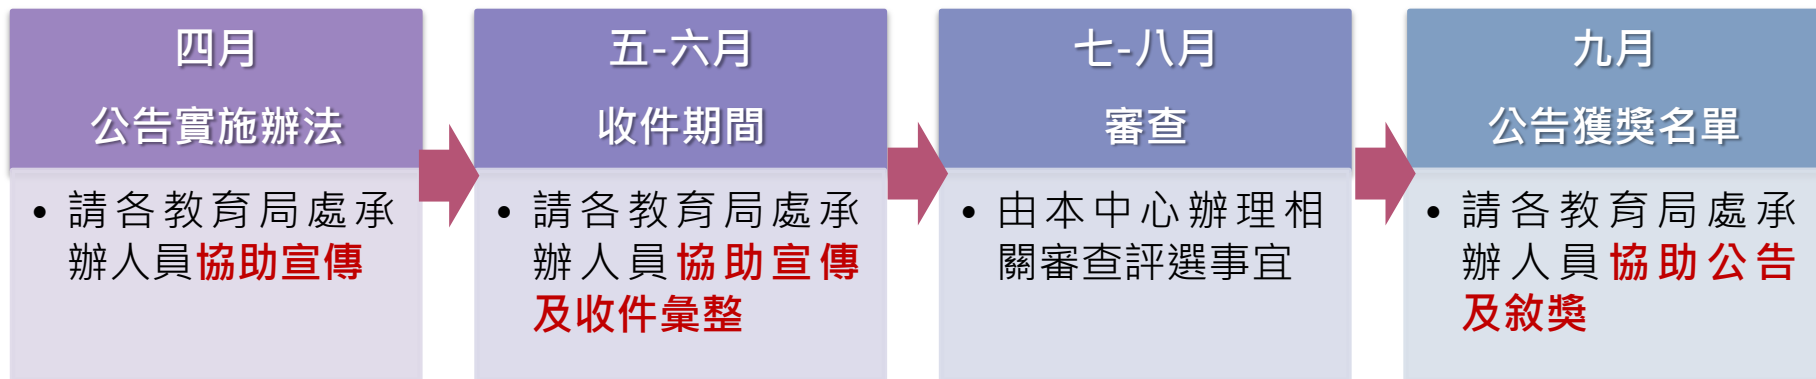 四月
公告實施辦法
• 請各教育局處承
辦人員協助宣傳
五-六月
收件期間
• 請各教育局處承
辦人員協助宣傳
及收件彙整
七-八月
審查
• 由本中心辦理相
關審查評選事宜
九月
公告獲獎名單
• 請各教育局處承
辦人員協助公告
及敘獎